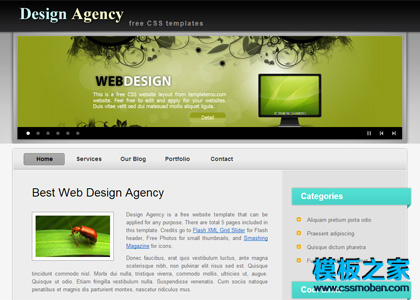 Design Agency
free CSS templates
WEBDESIGN
This is a free CSS website layout from templatemo.com
website. Feel free to edit and apply for your websites.
Duis vitae velit sed dui malesuad mollis aliquet ligula.
Detail
Home Services Our Blog Portfolio Contact
Best Web Design Agency
Design Agency is a free website template that can be
applied for any purpose. There are total 5 pages included in
this template. Credits go to Flash XML Grid Slider for Flash
header, Free Photos for small thumbnails, and Smashing
Magazine for icons.
Donec faucibus, erat quis vestibulum luctus, ante magna
scelerisque nibh, non pulvinar elit risus sed est. Quisque
tincidunt commodo nisl. Morbi dui nulla, tristique viverra, commodo mollis, ultricies ut, augue.
Quisque at odio. Etiam fringilla vestibulum nulla. Suspendisse venenatis. Cum sociis natoque
penatibus et magnis dis parturient montes, nascetur ridiculus mus.
Categories
Aliquam pretium porta odio
Praesent adipiscing
Quisque dictum pharetra
模板之家
www.cssmoban.com